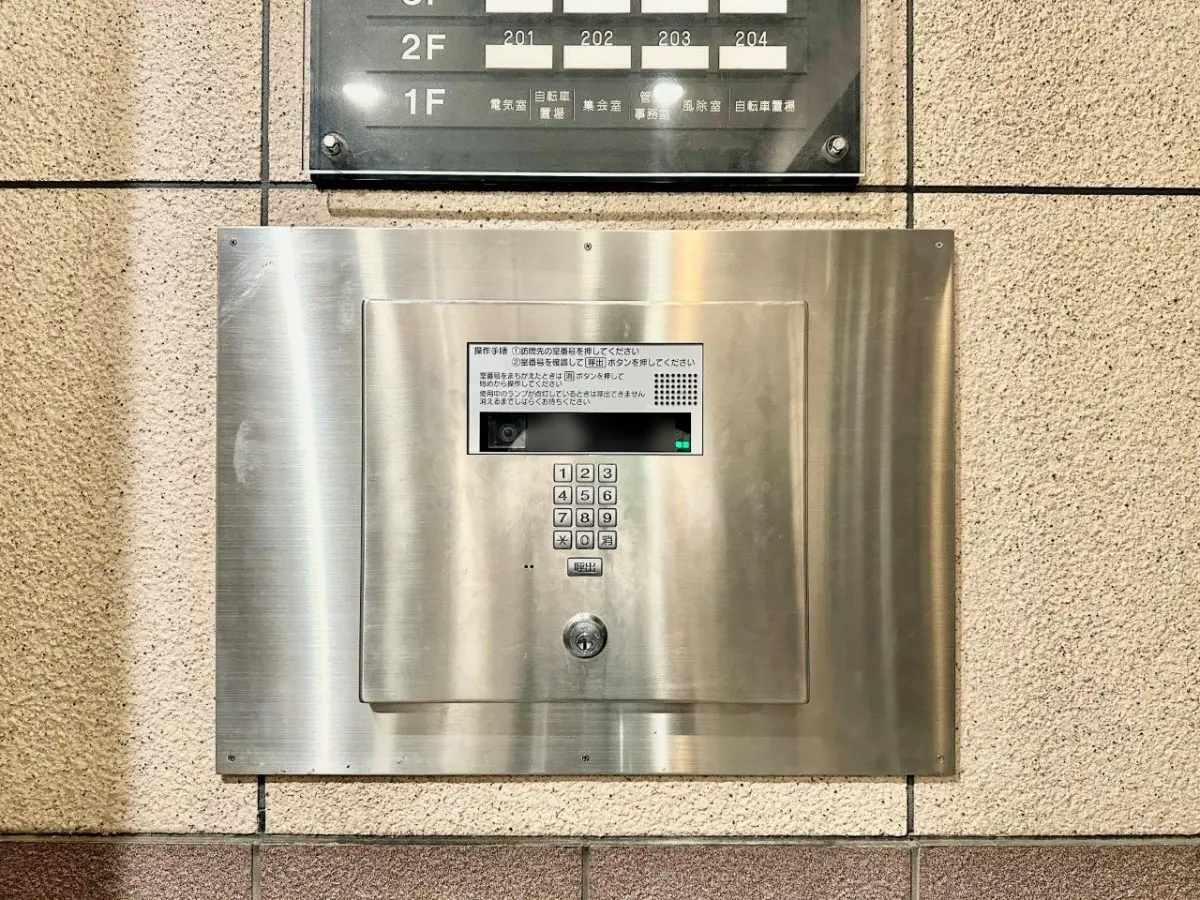 2F 201 202 203 204
1F 電気室 自転車置場 集会室 管 事務室 風除室 自転車置場
操作手順 ①訪問先の室番号を押してください
②室番号を確認して 呼出 ボタンを押してください
室番号をまちがえたときは 消 ボタンを押して
始めから操作してください
使用中のランプが点灯しているときは呼出できません
消えるまでしばらくお待ちください
1 2 3
4 5 6
7 8 9
* 0 消
呼出